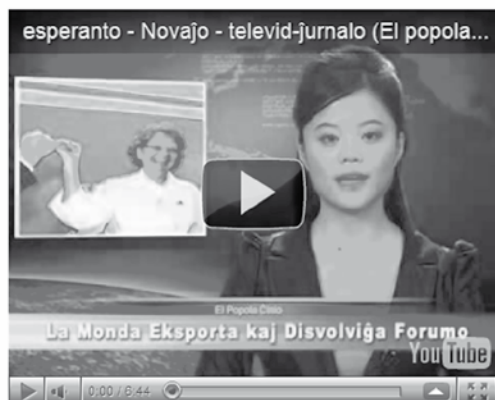 esperanto - Novaĵo - televid-ĵurnalo (El popola...
El Popola Ĉinio
La Monda Eksporta kaj Disvolviĝa Forumo
YouTube
0:00 / 6:44